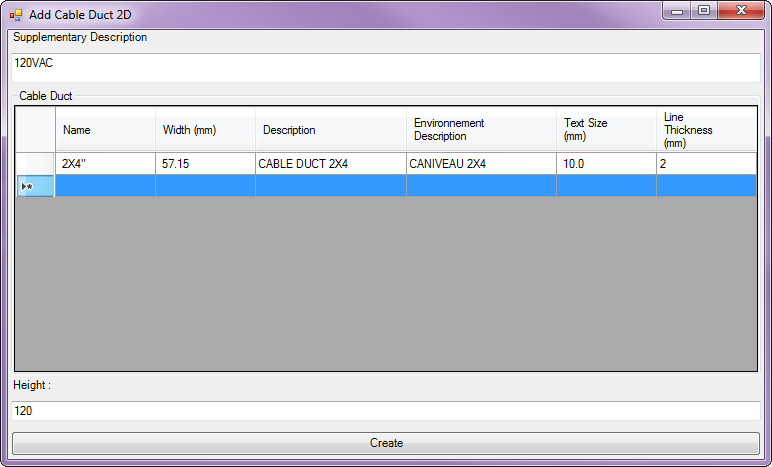 Add Cable Duct 2D
Supplementary Description
120VAC
Cable Duct
Name Width (mm) Description Environnement Description Text Size (mm) Line Thickness (mm)
2X4" 57.15 CABLE DUCT 2X4 CANIVEAU 2X4 10.0 2
Height :
120
Create